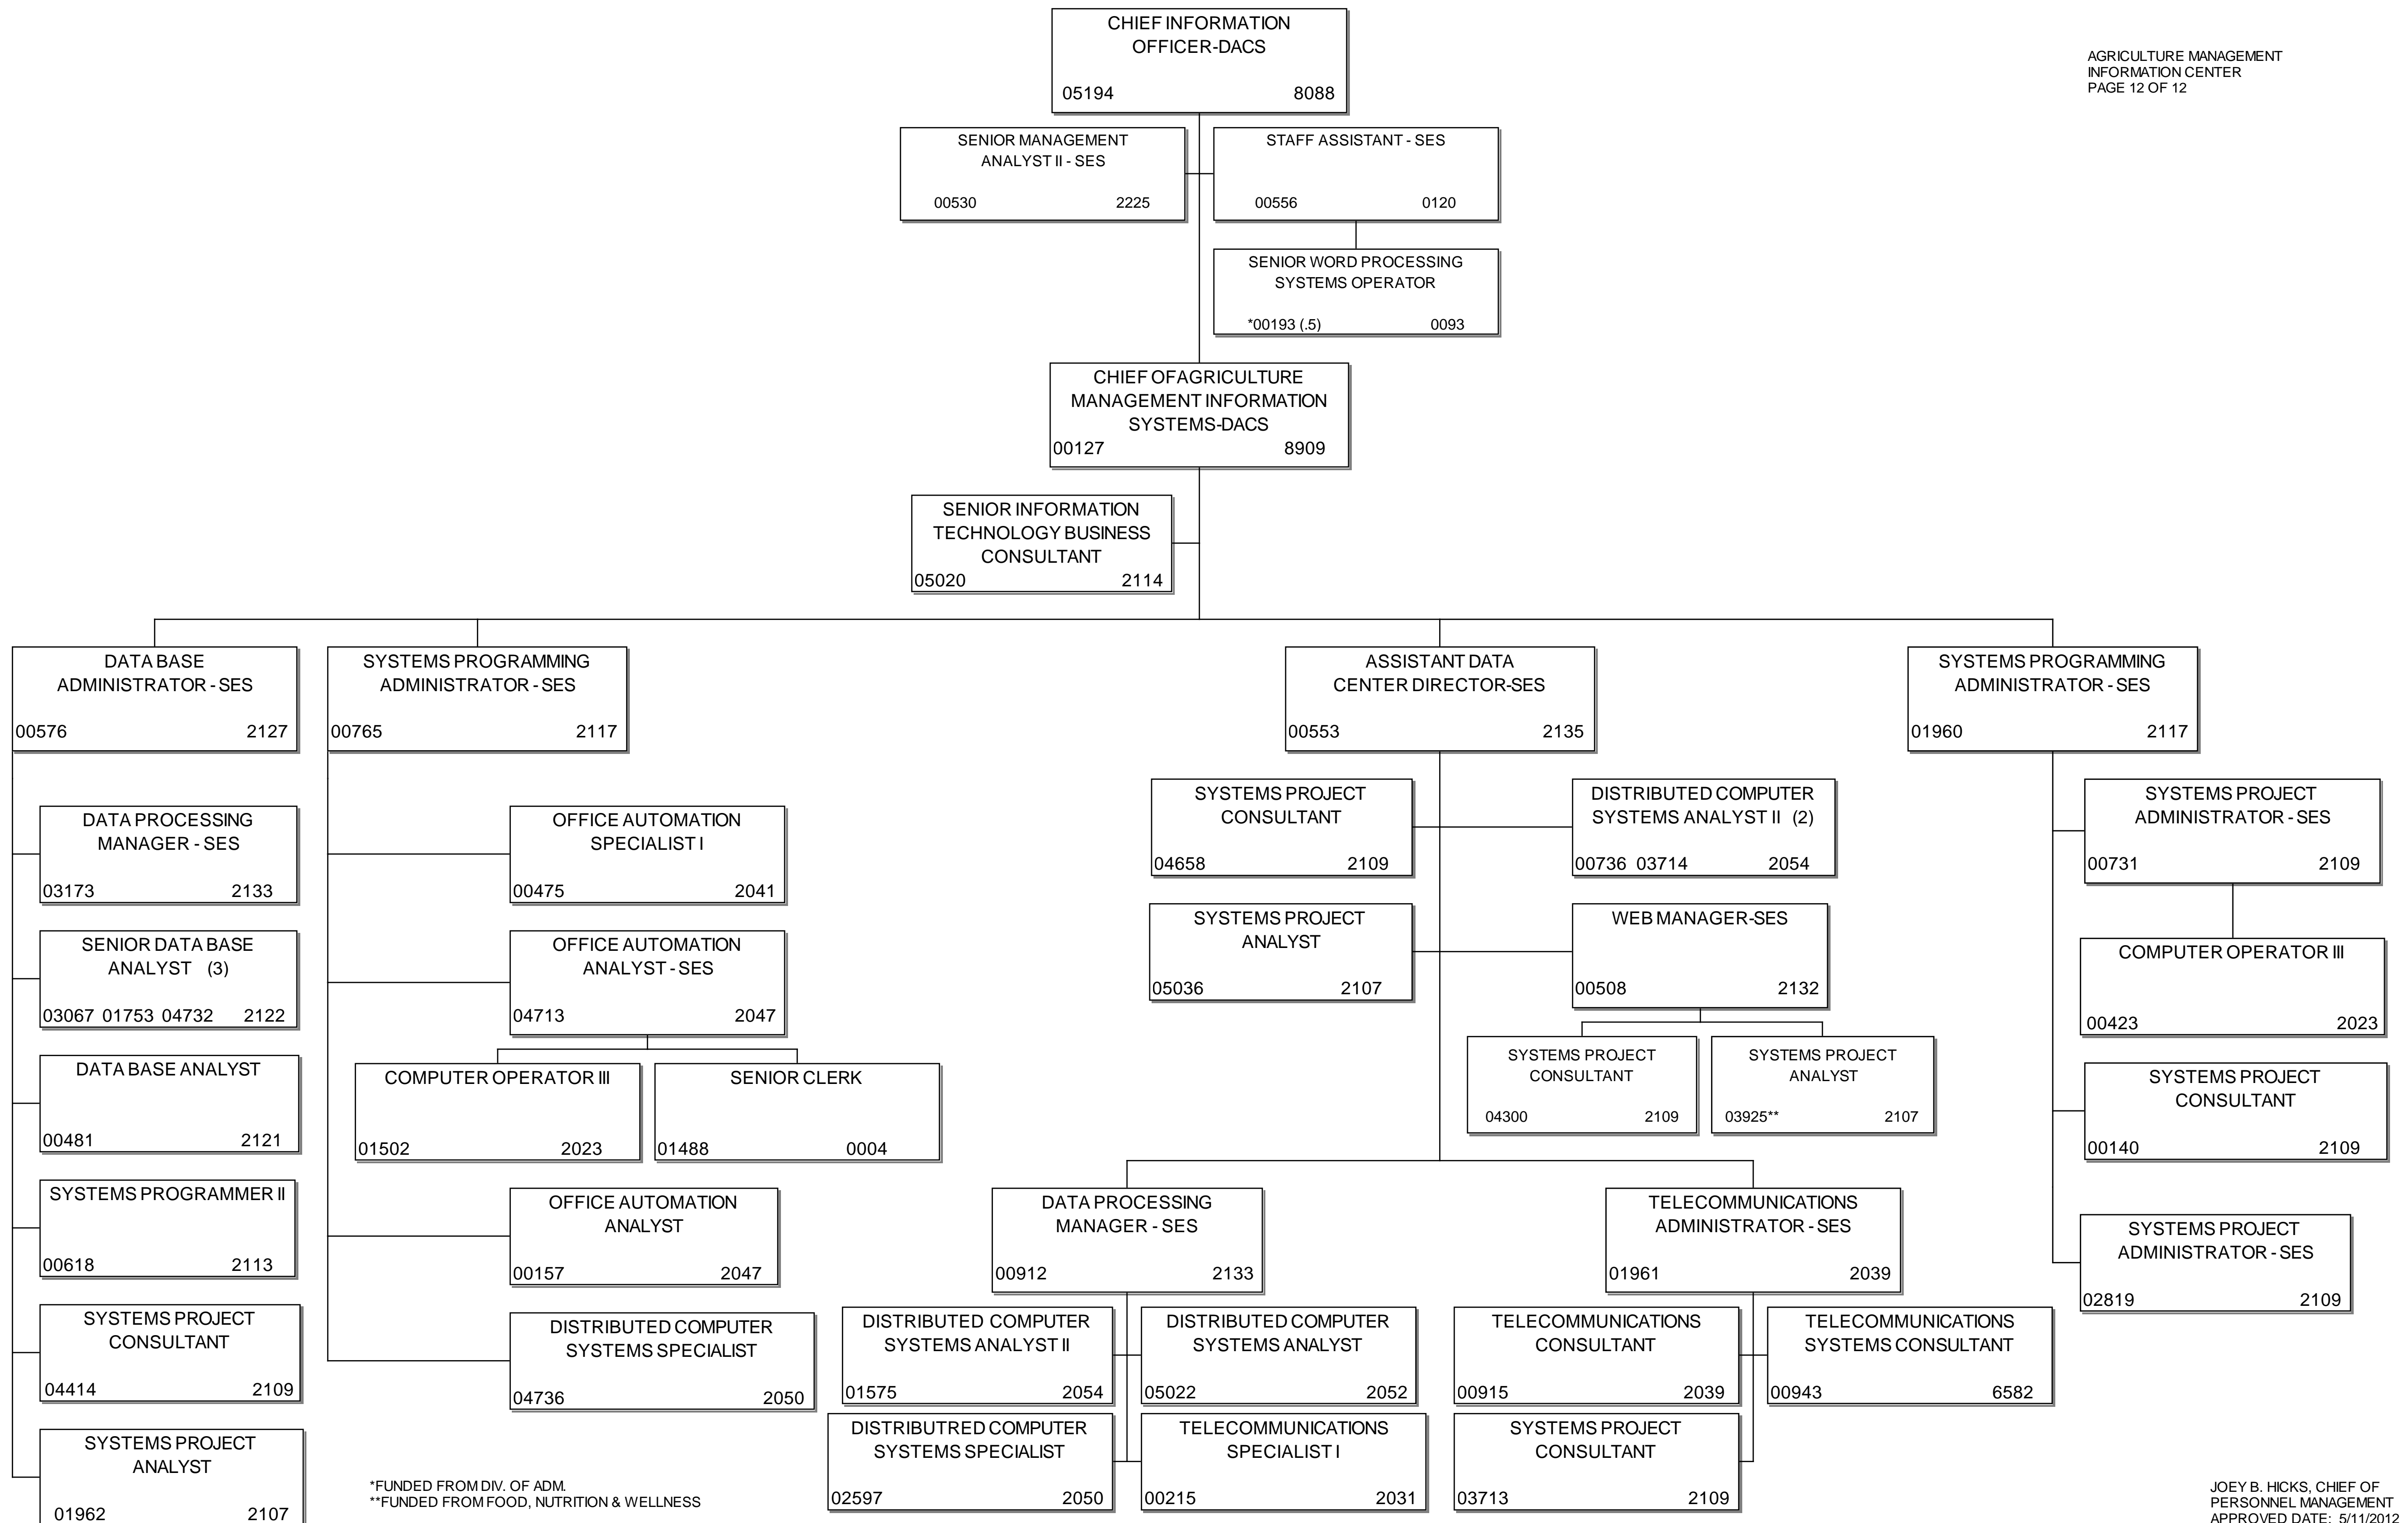 CHIEF INFORMATION
OFFICER-DACS
05194 8088
AGRICULTURE MANAGEMENT
INFORMATION CENTER
PAGE 12 OF 12
SENIOR MANAGEMENT
ANALYST II - SES
00530 2225
STAFF ASSISTANT - SES
00556 0120
SENIOR WORD PROCESSING
SYSTEMS OPERATOR
*00193 (.5) 0093
CHIEF OF AGRICULTURE
MANAGEMENT INFORMATION
SYSTEMS-DACS
00127 8909
SENIOR INFORMATION
TECHNOLOGY BUSINESS
CONSULTANT
05020 2114
DATA BASE
ADMINISTRATOR - SES
00576 2127
DATA PROCESSING
MANAGER - SES
03173 2133
SENIOR DATA BASE
ANALYST (3)
03067 01753 04732 2122
DATA BASE ANALYST
00481 2121
SYSTEMS PROGRAMMER II
00618 2113
SYSTEMS PROJECT
CONSULTANT
04414 2109
SYSTEMS PROJECT
ANALYST
01962 2107
SYSTEMS PROGRAMMING
ADMINISTRATOR - SES
00765 2117
OFFICE AUTOMATION
SPECIALIST I
00475 2041
OFFICE AUTOMATION
ANALYST - SES
04713 2047
COMPUTER OPERATOR III
01502 2023
SENIOR CLERK
01488 0004
OFFICE AUTOMATION
ANALYST
00157 2047
DISTRIBUTED COMPUTER
SYSTEMS SPECIALIST
04736 2050
ASSISTANT DATA
CENTER DIRECTOR-SES
00553 2135
SYSTEMS PROJECT
CONSULTANT
04658 2109
DISTRIBUTED COMPUTER
SYSTEMS ANALYST II (2)
00736 03714 2054
SYSTEMS PROJECT
ANALYST
05036 2107
WEB MANAGER-SES
00508 2132
SYSTEMS PROJECT
CONSULTANT
04300 2109
SYSTEMS PROJECT
ANALYST
03925** 2107
DATA PROCESSING
MANAGER - SES
00912 2133
DISTRIBUTED COMPUTER
SYSTEMS ANALYST II
01575 2054
DISTRIBUTED COMPUTER
SYSTEMS ANALYST
05022 2052
DISTRIBUTRED COMPUTER
SYSTEMS SPECIALIST
02597 2050
TELECOMMUNICATIONS
SPECIALIST I
00215 2031
TELECOMMUNICATIONS
ADMINISTRATOR - SES
01961 2039
TELECOMMUNICATIONS
CONSULTANT
00915 2039
TELECOMMUNICATIONS
SYSTEMS CONSULTANT
00943 6582
SYSTEMS PROJECT
CONSULTANT
03713 2109
SYSTEMS PROGRAMMING
ADMINISTRATOR - SES
01960 2117
SYSTEMS PROJECT
ADMINISTRATOR - SES
00731 2109
COMPUTER OPERATOR III
00423 2023
SYSTEMS PROJECT
CONSULTANT
00140 2109
SYSTEMS PROJECT
ADMINISTRATOR - SES
02819 2109
*FUNDED FROM DIV. OF ADM.
**FUNDED FROM FOOD, NUTRITION & WELLNESS
JOEY B. HICKS, CHIEF OF
PERSONNEL MANAGEMENT
APPROVED DATE: 5/11/2012